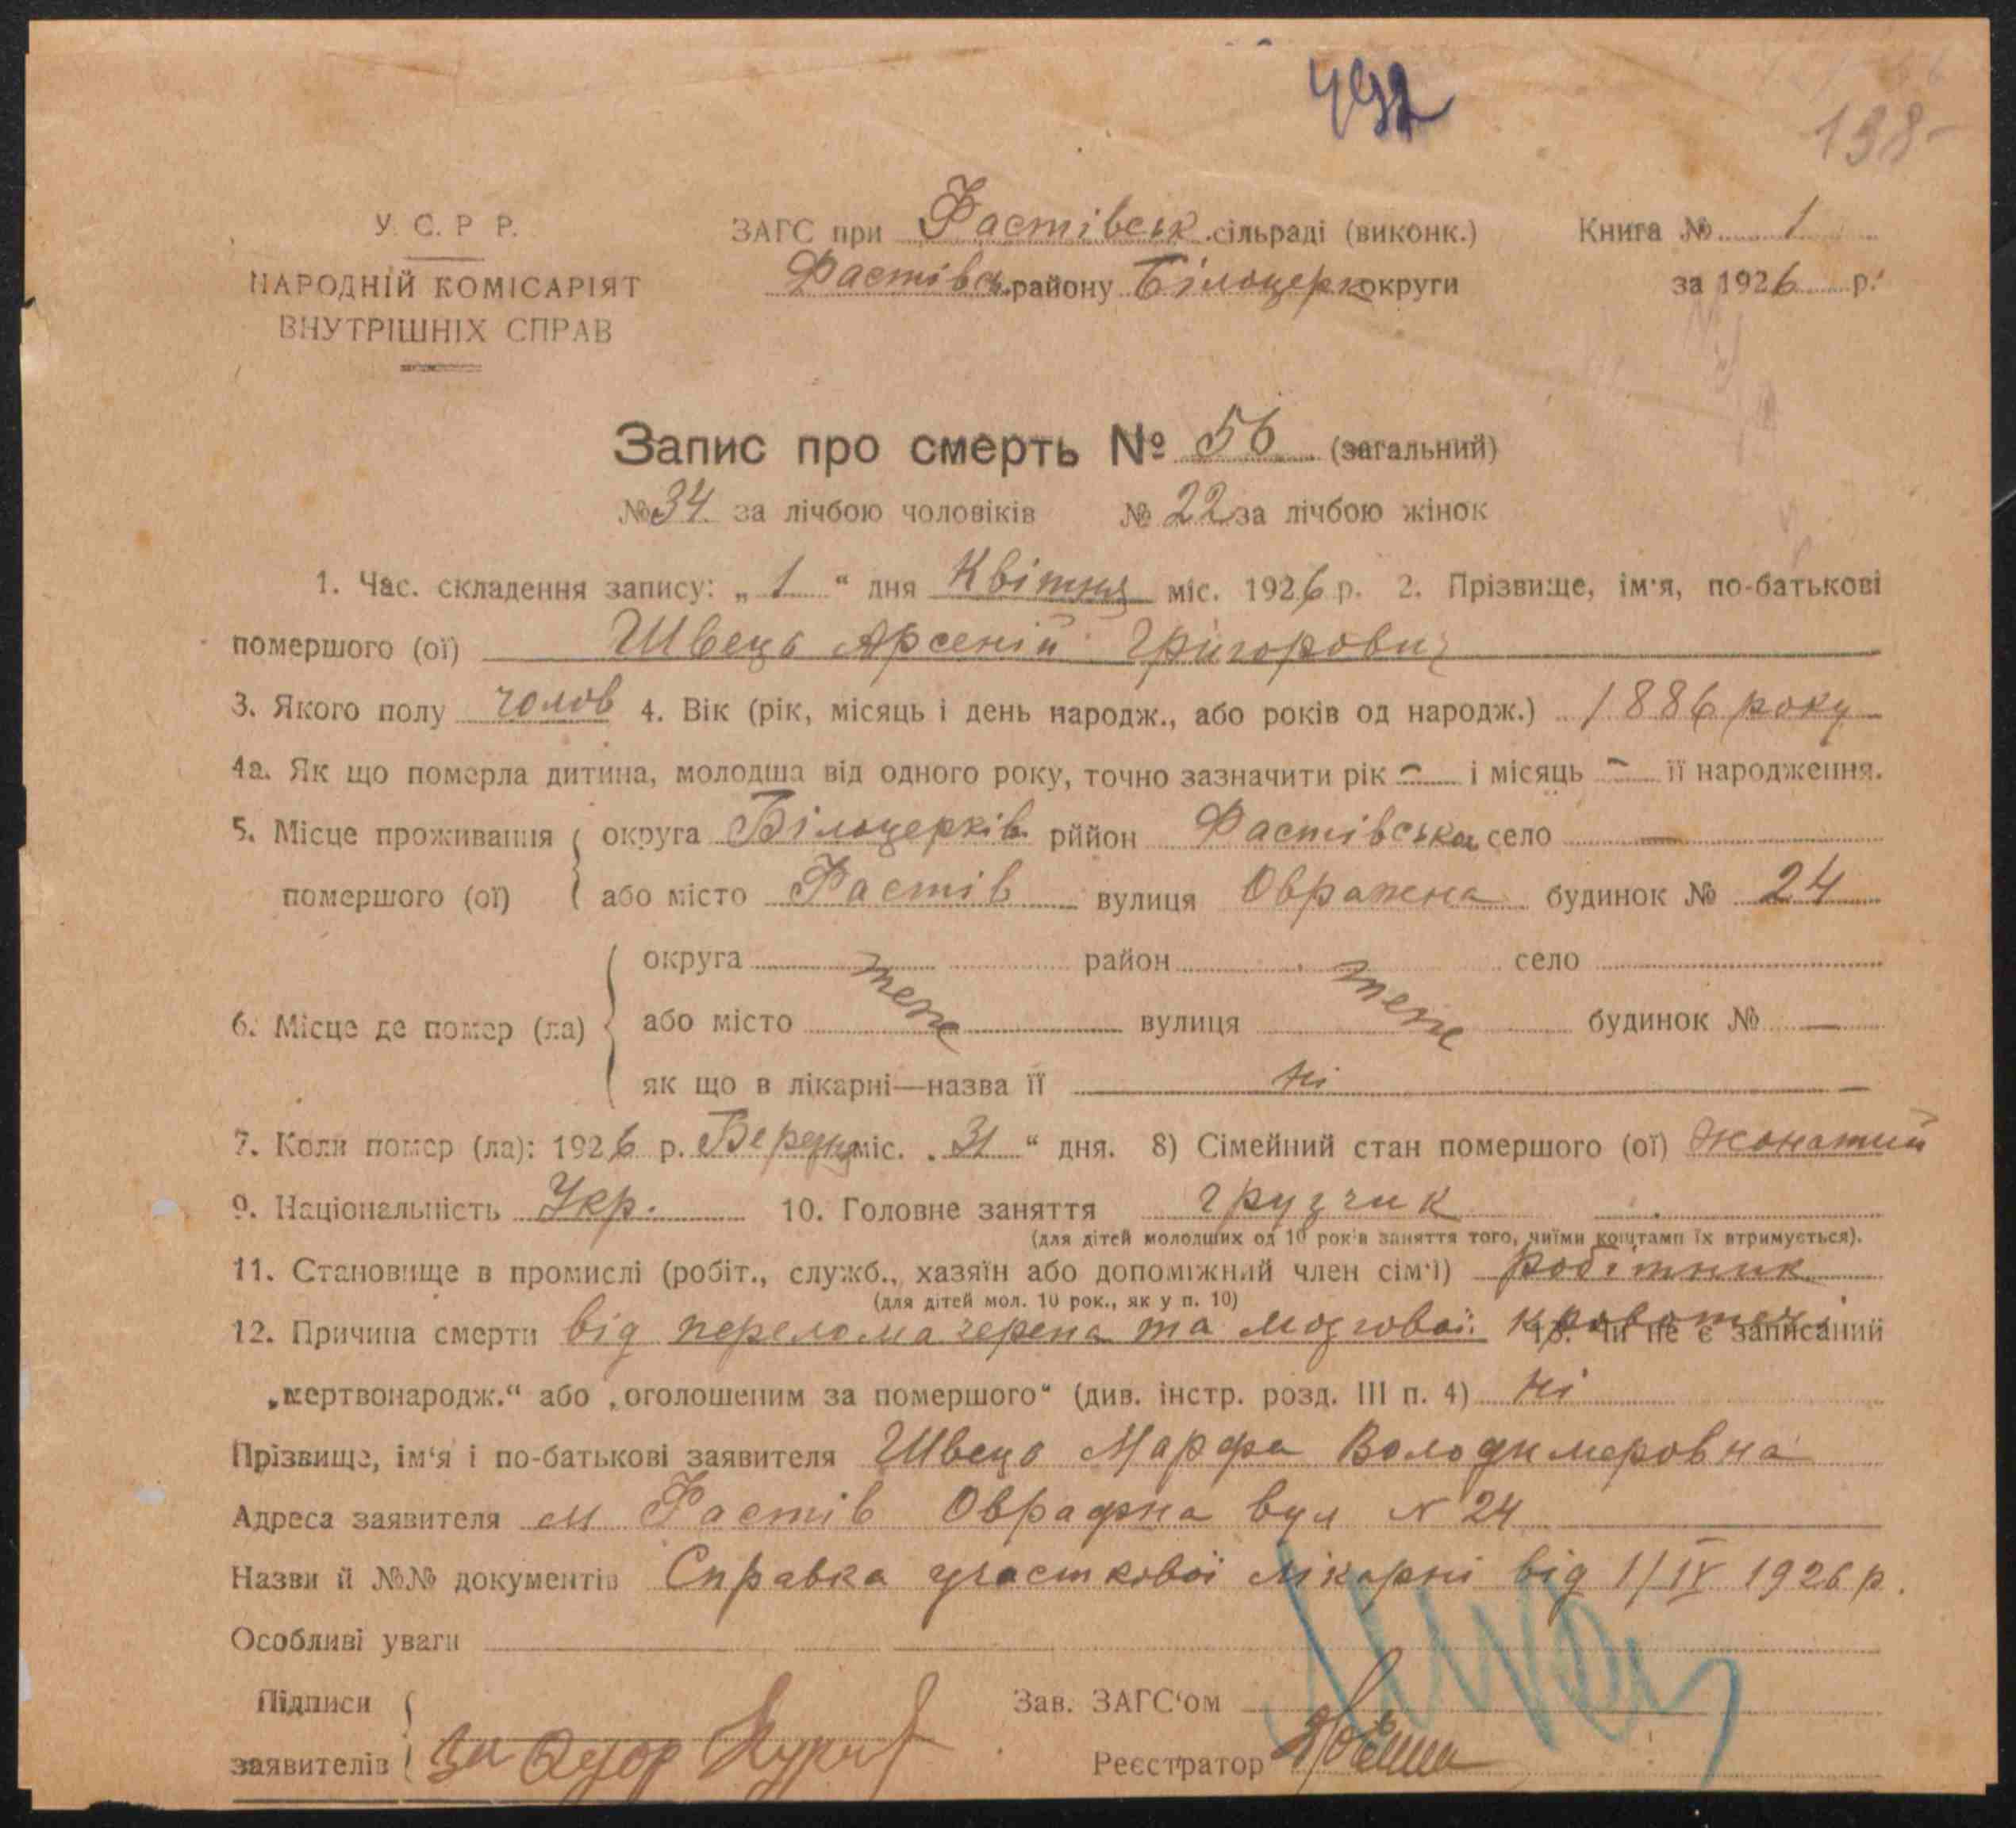 492
138
У. С. Р. Р.
НАРОДНІЙ КОМІСАРІЯТ
ВНУТРІШНІХ СПРАВ
ЗАГС при Фастівськ сільраді (виконк.)
Фастівськ району Білоцерк округи
Книга № 1
за 1926 р.
Запис про смерть № 56 (загальний)
№ 34 за лічбою чоловіків № 22 за лічбою жінок
1. Час. складення запису: „ 1 “ дня Квітня міс. 1926 р. 2. Прізвище, ім'я, по-батькові
помершого (ої) Швець Арсеній Григорович
3. Якого полу чолов 4. Вік (рік, місяць і день народж., або років од народж.) 1886 року
4а. Як що померла дитина, молодша від одного року, точно зазначити рік – і місяць – її народження.
5. Місце проживання округа Білоцерків рййон Фастівська село —
помершого (ої) або місто Фастів вулиця Овражна будинок № 24
6. Місце де помер (ла)
округа теж район теж село
або місто вулиця будинок № —
як що в лікарні—назва її ні
7. Коли помер (ла): 1926 р. Березня міс. „ 31 “ дня. 8) Сімейний стан помершого (ої) жонатий
9. Національність Укр. 10. Головне заняття грузчик
(для дітей молодших од 10 років заняття того, чиїми коштами їх втримується).
11. Становище в промислі (робіт., служб., хазяїн або допоміжний член сім'ї) робітник
(для дітей мол. 10 рок., як у п. 10)
12. Причина смерти від перелома черепа та мозгової кровотечі 13. Чи не є записаний
„мертвонародж.“ або „оголошеним за помершого“ (див. інстр. розд. III п. 4) ні
Прізвище, ім'я і по-батькові заявителя Швець Марфа Володимеровна
Адреса заявителя м Фастів Овражна вул N 24
Назви й №№ документів Справка участкової лікарні від 1/IV 1926 р.
Особливі уваги
Підписи
заявителів За
Зав. ЗАГС'ом
Реєстратор